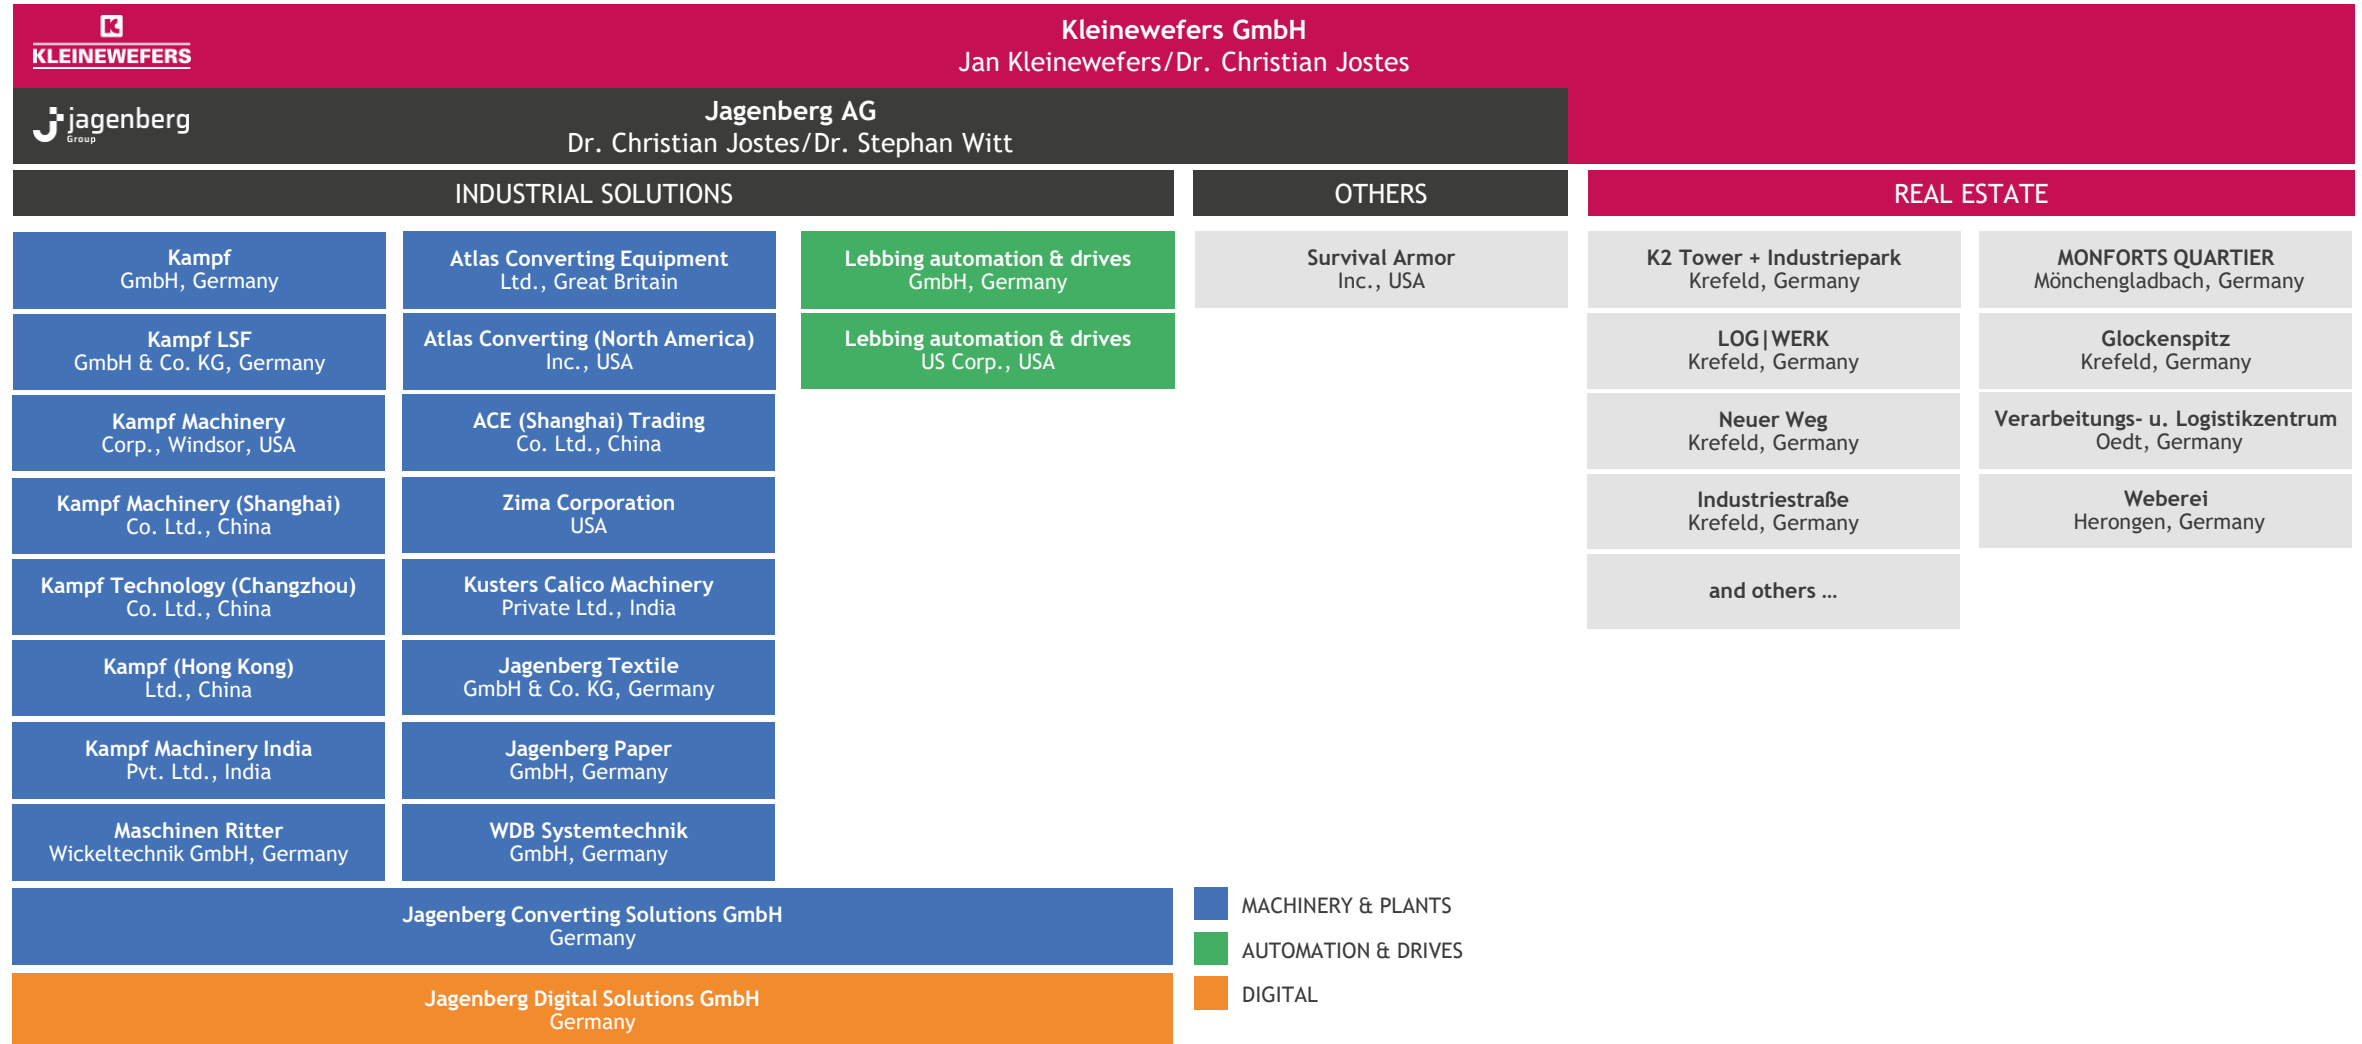 K
KLEINEWEFERS
Kleinewefers GmbH
Jan Kleinewefers/Dr. Christian Jostes
jagenberg
Group
Jagenberg AG
Dr. Christian Jostes/Dr. Stephan Witt
INDUSTRIAL SOLUTIONS
Kampf
GmbH, Germany
Kampf LSF
GmbH & Co. KG, Germany
Kampf Machinery
Corp., Windsor, USA
Kampf Machinery (Shanghai)
Co. Ltd., China
Kampf Technology (Changzhou)
Co. Ltd., China
Kampf (Hong Kong)
Ltd., China
Kampf Machinery India
Pvt. Ltd., India
Maschinen Ritter
Wickeltechnik GmbH, Germany
Atlas Converting Equipment
Ltd., Great Britain
Atlas Converting (North America)
Inc., USA
ACE (Shanghai) Trading
Co. Ltd., China
Zima Corporation
USA
Kusters Calico Machinery
Private Ltd., India
Jagenberg Textile
GmbH & Co. KG, Germany
Jagenberg Paper
GmbH, Germany
WDB Systemtechnik
GmbH, Germany
Lebbing automation & drives
GmbH, Germany
Lebbing automation & drives
US Corp., USA
Jagenberg Converting Solutions GmbH
Germany
Jagenberg Digital Solutions GmbH
Germany
OTHERS
Survival Armor
Inc., USA
REAL ESTATE
K2 Tower + Industriepark
Krefeld, Germany
LOG|WERK
Krefeld, Germany
Neuer Weg
Krefeld, Germany
Industriestraße
Krefeld, Germany
and others …
MONFORTS QUARTIER
Mönchengladbach, Germany
Glockenspitz
Krefeld, Germany
Verarbeitungs- u. Logistikzentrum
Oedt, Germany
Weberei
Herongen, Germany
MACHINERY & PLANTS
AUTOMATION & DRIVES
DIGITAL